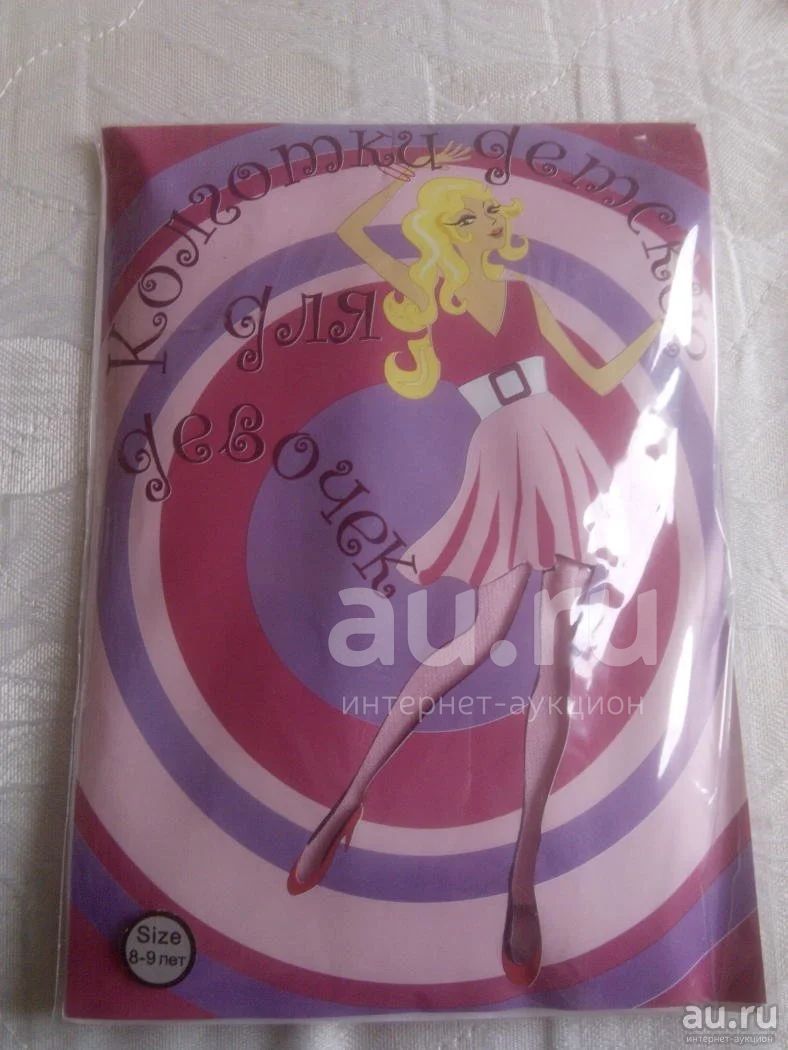 Колготки детские
для
девочек
au.ru
интернет-аукцион
Size
8-9 лет
au.ru
интернет-аукцион